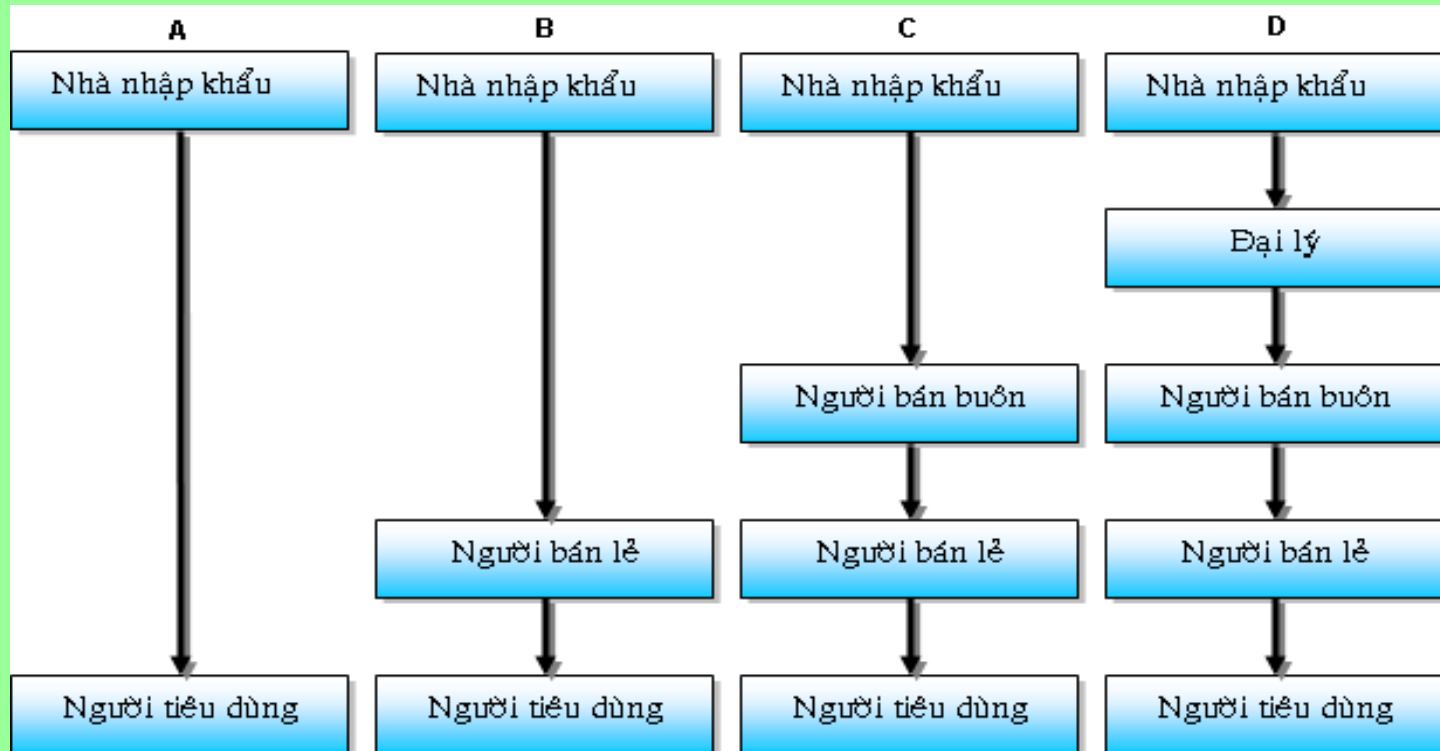 A
B
C
D
Nhà nhập khẩu
Nhà nhập khẩu
Nhà nhập khẩu
Nhà nhập khẩu
Đại lý
Người bán buôn
Người bán buôn
Người bán lẻ
Người bán lẻ
Người bán lẻ
Người tiêu dùng
Người tiêu dùng
Người tiêu dùng
Người tiêu dùng